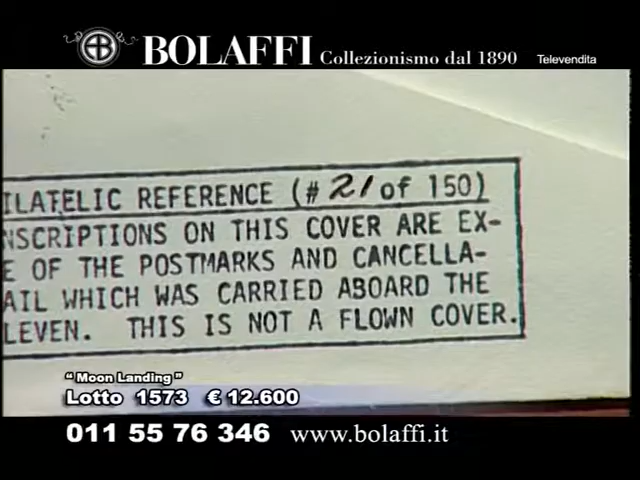 BOLAFFI Collezionismo dal 1890 Televendita
ILATELIC REFERENCE (# 21 of 150)
NSCRIPTIONS ON THIS COVER ARE EX-
E OF THE POSTMARKS AND CANCELLA-
AIL WHICH WAS CARRIED ABOARD THE
LEVEN. THIS IS NOT A FLOWN COVER.
“Moon Landing”
Lotto 1573 € 12.600
011 55 76 346 www.bolaffi.it